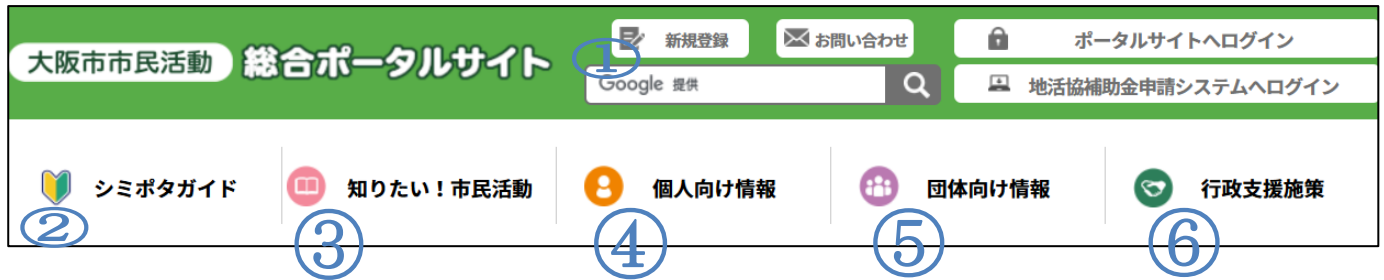 大阪市市民活動 総合ポータルサイト
① 新規登録 お問い合わせ ポータルサイトへログイン
Google 提供 地活協補助金申請システムへログイン
シミポタガイド 知りたい！市民活動 個人向け情報 団体向け情報 行政支援施策
② ③ ④ ⑤ ⑥